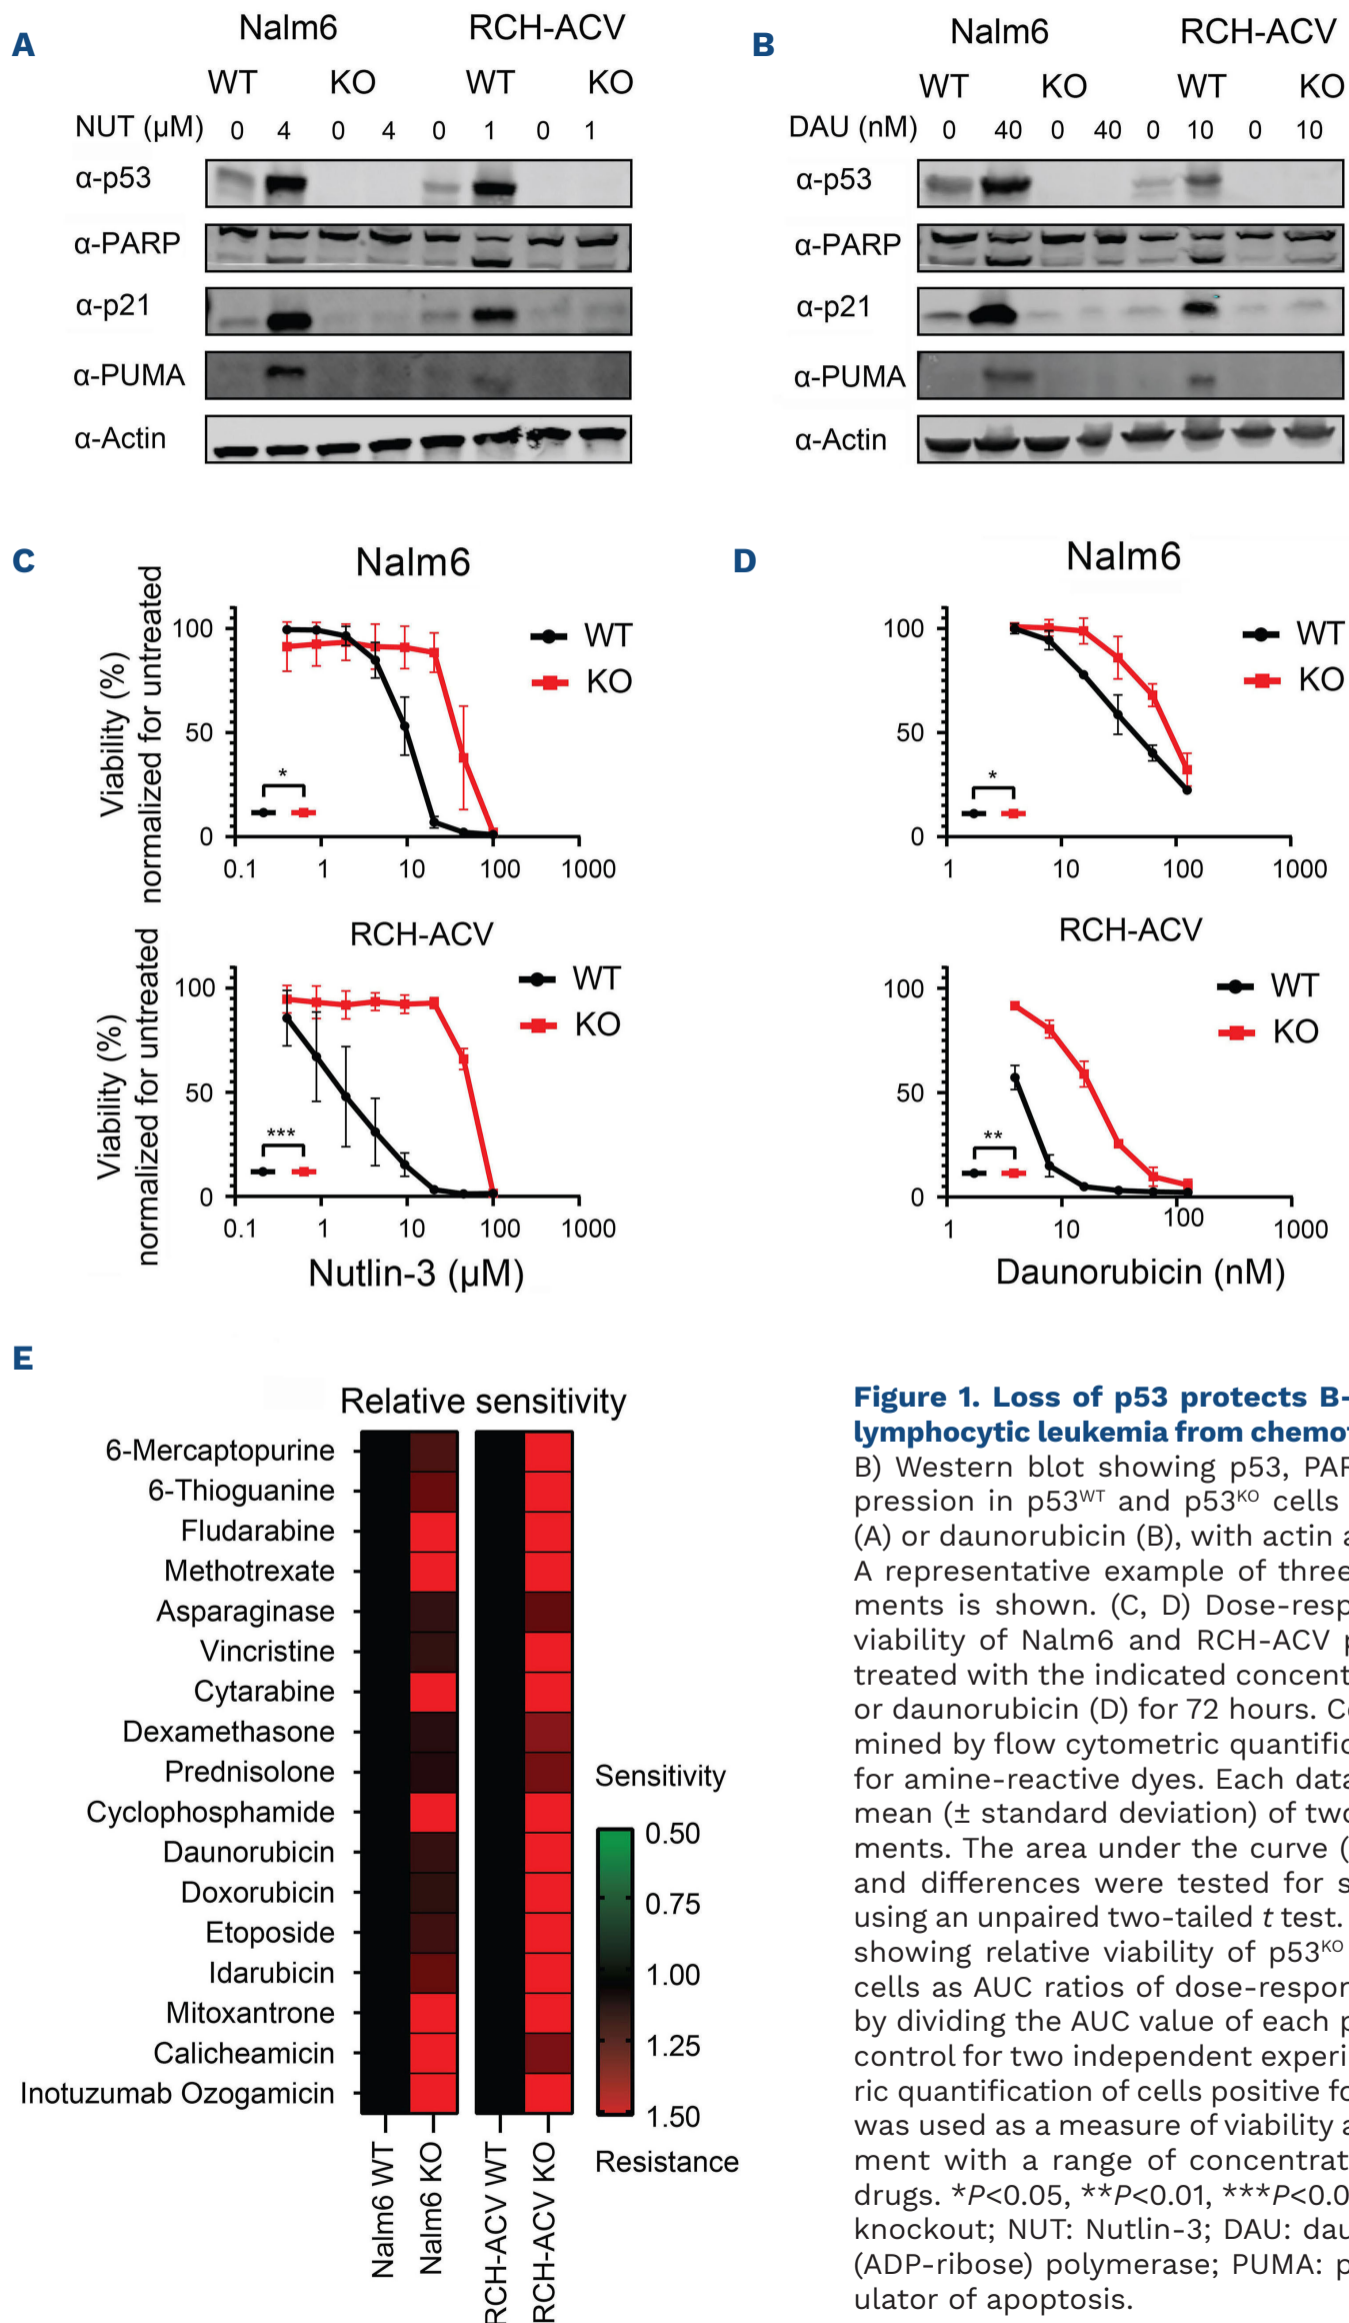 A
Nalm6 RCH-ACV
WT KO WT KO
NUT (µM) 0 4 0 4 0 1 0 1
α-p53
α-PARP
α-p21
α-PUMA
α-Actin
B
Nalm6 RCH-ACV
WT KO WT KO
DAU (nM) 0 40 0 40 0 10 0 10
α-p53
α-PARP
α-p21
α-PUMA
α-Actin
C
Nalm6
Viability (%)
normalized for untreated
100
50
0
WT
KO
*
0.1 1 10 100 1000
RCH-ACV
Viability (%)
normalized for untreated
100
50
0
WT
KO
***
0.1 1 10 100 1000
Nutlin-3 (µM)
D
Nalm6
100
50
0
WT
KO
*
1 10 100 1000
RCH-ACV
100
50
0
WT
KO
**
1 10 100 1000
Daunorubicin (nM)
E
Relative sensitivity
6-Mercaptopurine
6-Thioguanine
Fludarabine
Methotrexate
Asparaginase
Vincristine
Cytarabine
Dexamethasone
Prednisolone
Cyclophosphamide
Daunorubicin
Doxorubicin
Etoposide
Idarubicin
Mitoxantrone
Calicheamicin
Inotuzumab Ozogamicin
Nalm6 WT
Nalm6 KO
RCH-ACV WT
RCH-ACV KO
Sensitivity
0.50
0.75
1.00
1.25
1.50
Resistance
Figure 1. Loss of p53 protects B-
lymphocytic leukemia from chemot
B) Western blot showing p53, PAR
pression in p53WT and p53KO cells
(A) or daunorubicin (B), with actin a
A representative example of three
ments is shown. (C, D) Dose-resp
viability of Nalm6 and RCH-ACV p
treated with the indicated concent
or daunorubicin (D) for 72 hours. Ce
mined by flow cytometric quantific
for amine-reactive dyes. Each data
mean (± standard deviation) of two
ments. The area under the curve (
and differences were tested for s
using an unpaired two-tailed t test.
showing relative viability of p53KO
cells as AUC ratios of dose-respon
by dividing the AUC value of each p
control for two independent experi
ric quantification of cells positive fo
was used as a measure of viability a
ment with a range of concentrat
drugs. *P<0.05, **P<0.01, ***P<0.0
knockout; NUT: Nutlin-3; DAU: dau
(ADP-ribose) polymerase; PUMA: p
ulator of apoptosis.